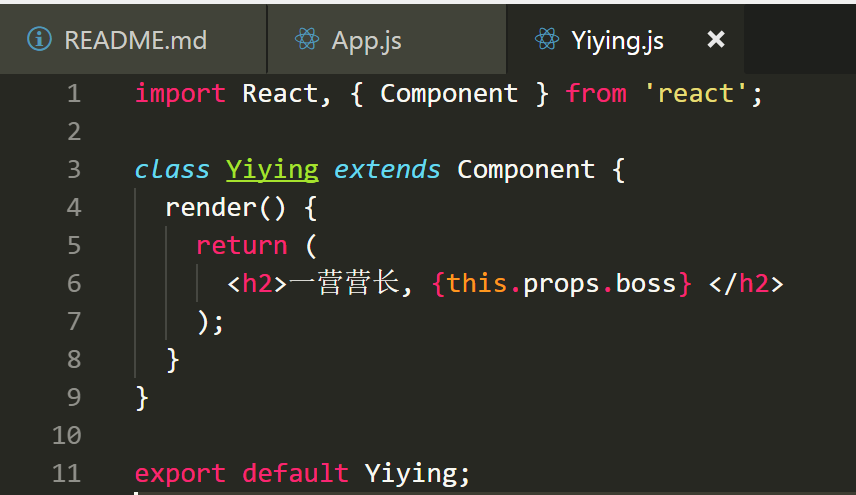 README.md App.js Yiying.js ×
1 import React, { Component } from 'react';
2
3 class Yiying extends Component {
4 render() {
5 return (
6 <h2>一营营长, {this.props.boss} </h2>
7 );
8 }
9 }
10
11 export default Yiying;